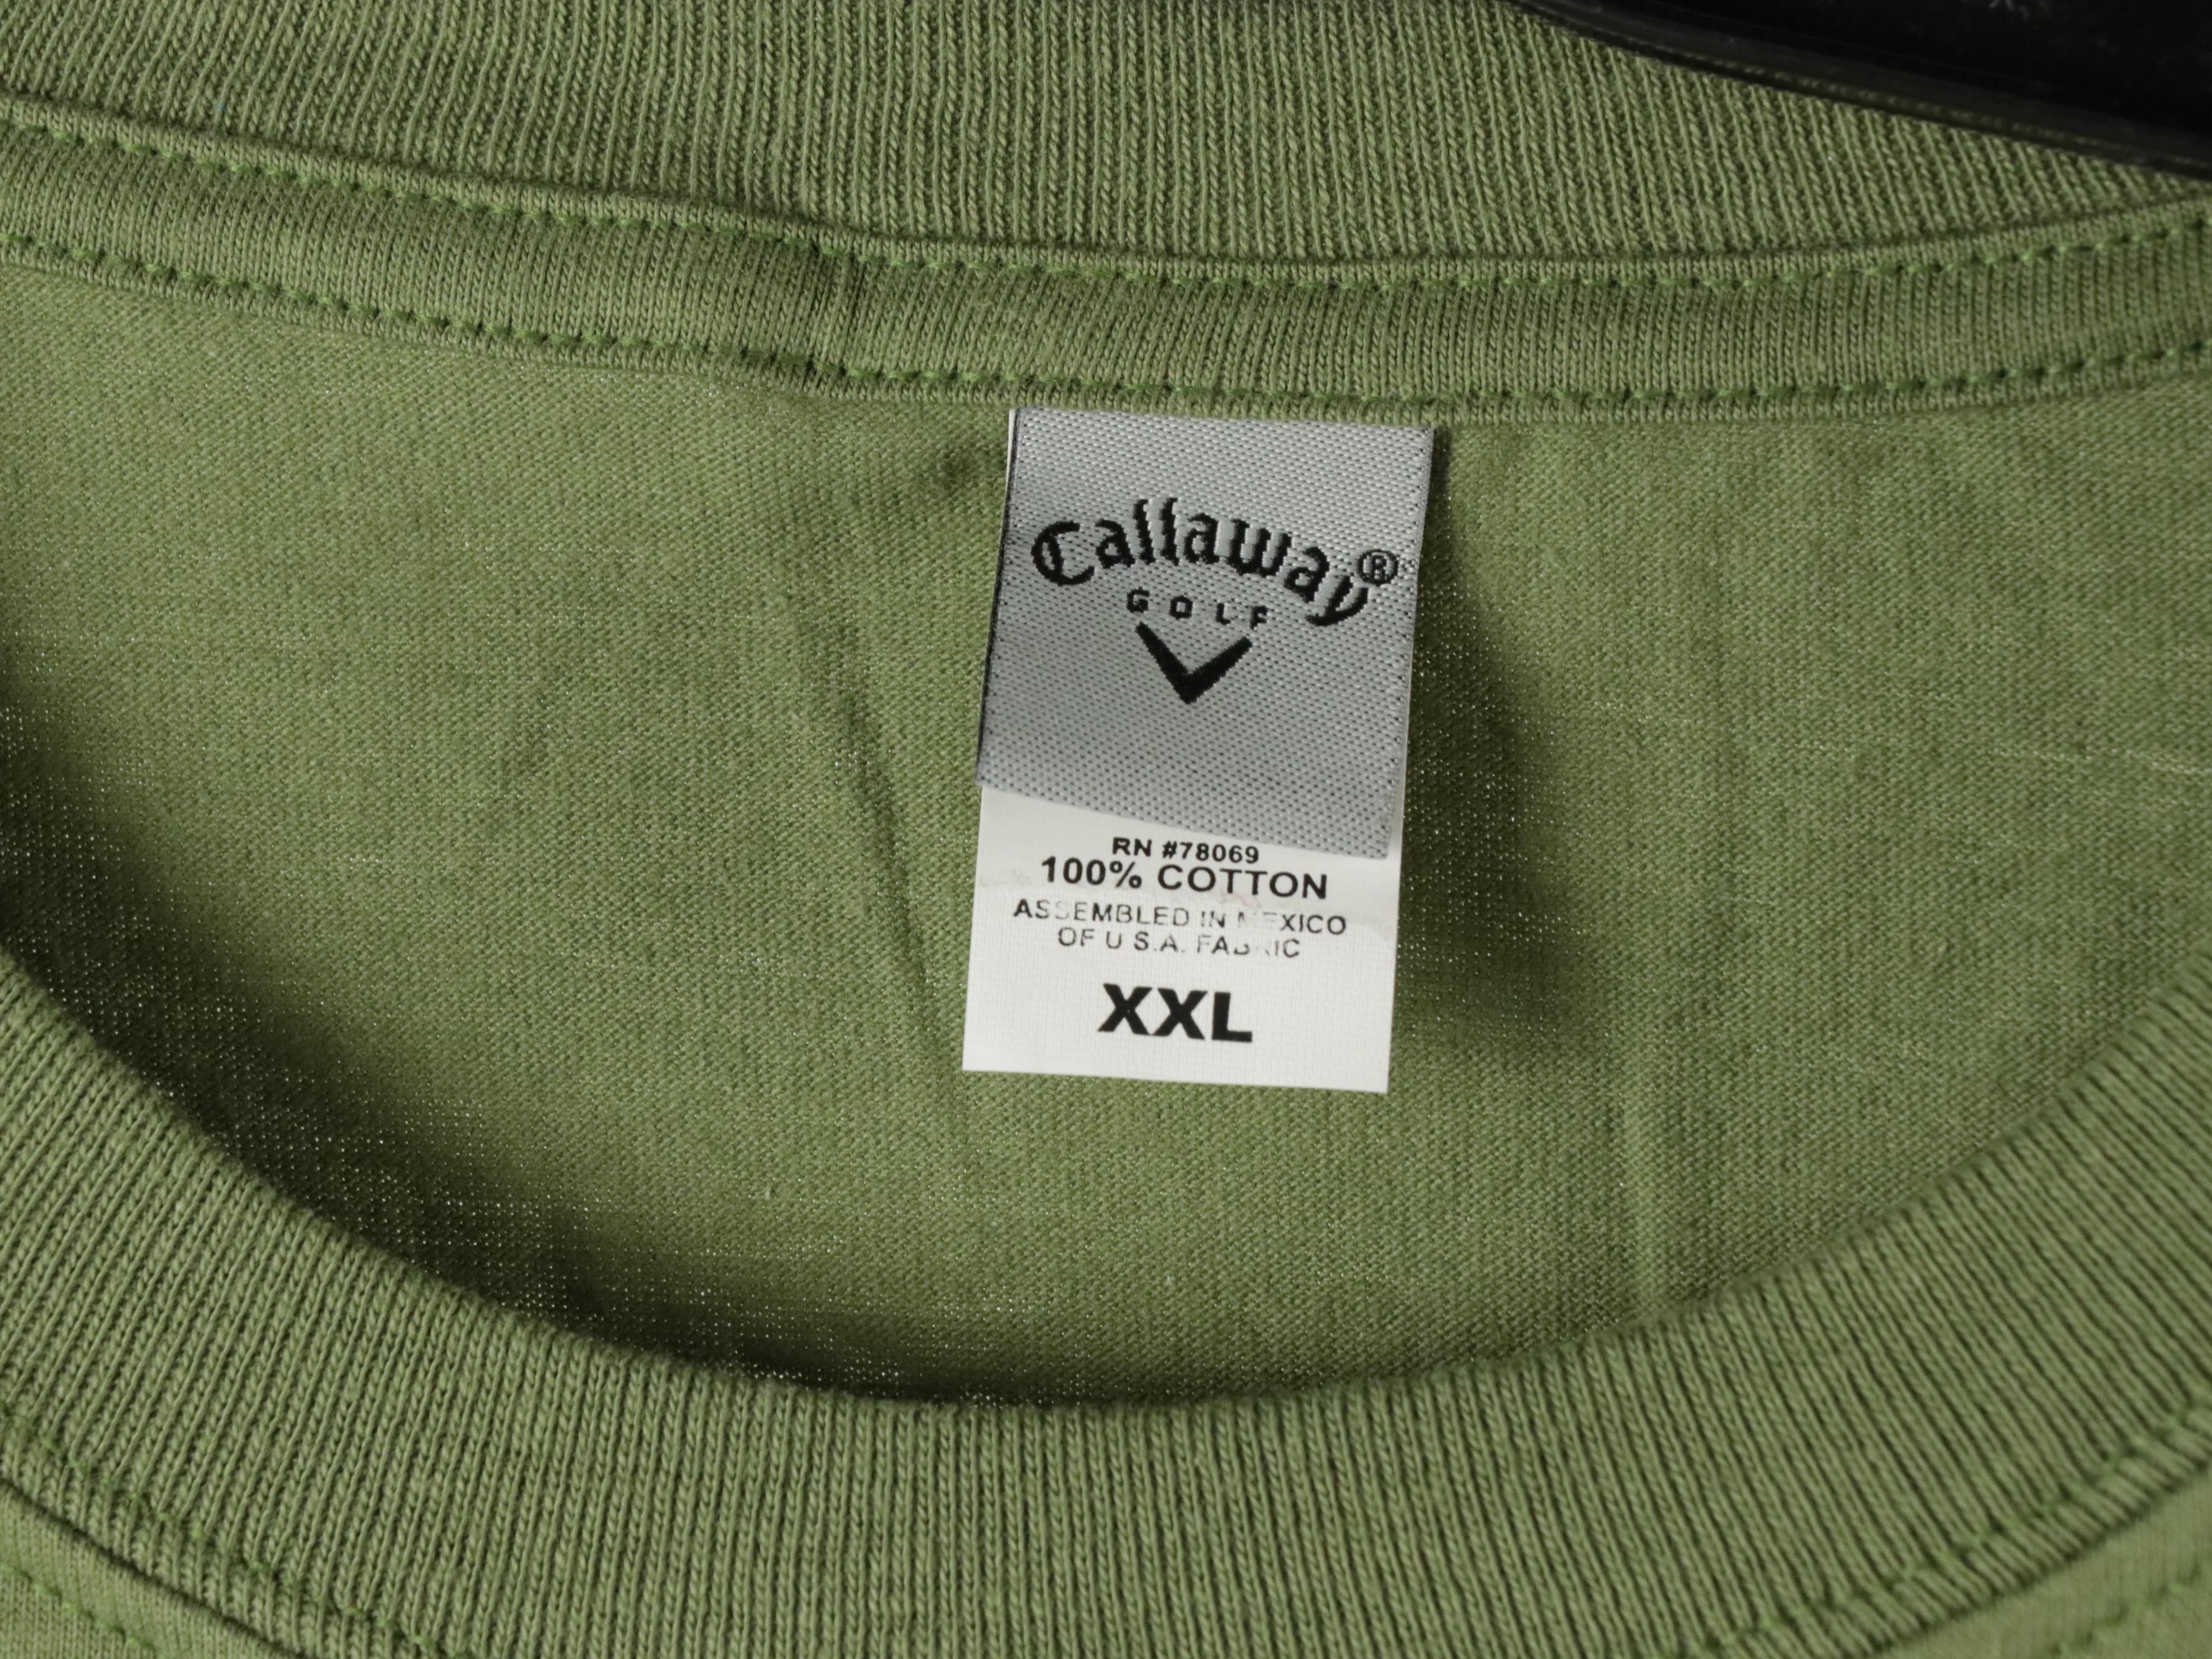 Callaway®
GOLF
RN #78069
100% COTTON
ASSEMBLED IN MEXICO
OF U.S.A. FABRIC
XXL